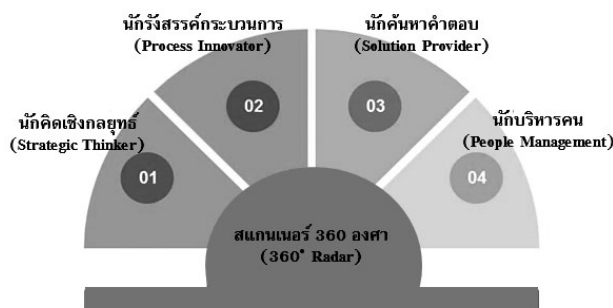 นักคิดเชิงกลยุทธ์
(Strategic Thinker)
01
นักรังสรรค์กระบวนการ
(Process Innovator)
02
นักค้นหาคำตอบ
(Solution Provider)
03
นักบริหารคน
(People Management)
04
สแกนเนอร์ 360 องศา
(360° Radar)